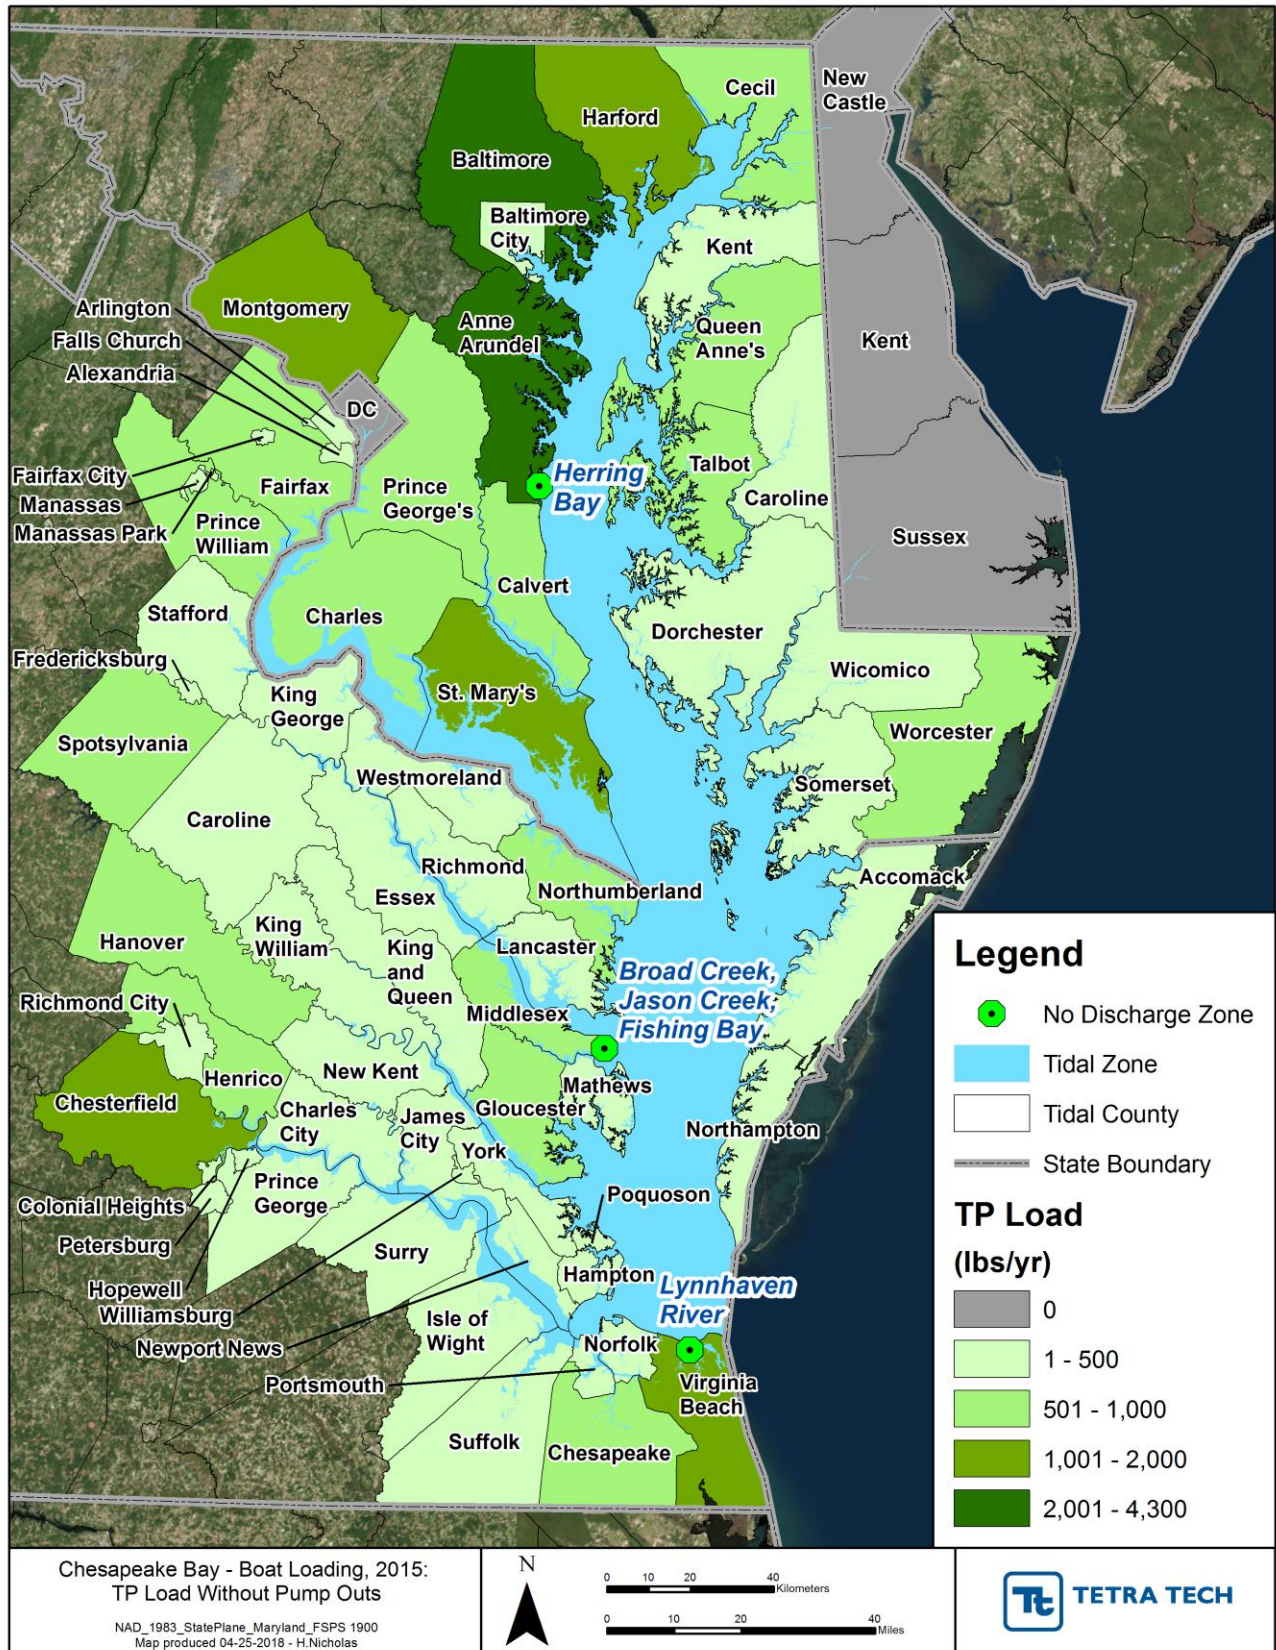 Cecil
New
Castle
Harford
Baltimore
Baltimore
City
Kent
Arlington
Falls Church
Alexandria
Montgomery
Anne
Arundel
Queen
Anne's
Kent
DC
Fairfax City
Manassas
Manassas Park
Fairfax
Prince
William
Prince
George's
Herring
Bay
Talbot
Caroline
Sussex
Stafford
Charles
Calvert
Dorchester
Fredericksburg
King
George
St. Mary's
Wicomico
Spotsylvania
Worcester
Westmoreland
Somerset
Caroline
Richmond
Accomack
Essex
Northumberland
Hanover
King
William
King
and
Queen
Lancaster
Broad Creek,
Jason Creek,
Fishing Bay
Richmond City
Middlesex
Henrico
New Kent
Mathews
Chesterfield
Charles
City
James
City
Gloucester
Northampton
York
Colonial Heights
Prince
George
Poquoson
Petersburg
Surry
Hopewell
Williamsburg
Hampton
Lynnhaven
River
Newport News
Isle of
Wight
Norfolk
Portsmouth
Virginia
Beach
Suffolk
Chesapeake
Legend
No Discharge Zone
Tidal Zone
Tidal County
State Boundary
TP Load
(lbs/yr)
0
1 - 500
501 - 1,000
1,001 - 2,000
2,001 - 4,300
Chesapeake Bay - Boat Loading, 2015:
TP Load Without Pump Outs
NAD_1983_StatePlane_Maryland_FSPS 1900
Map produced 04-25-2018 - H.Nicholas
N
0 10 20 40
Kilometers
0 10 20 40
Miles
Tt TETRA TECH